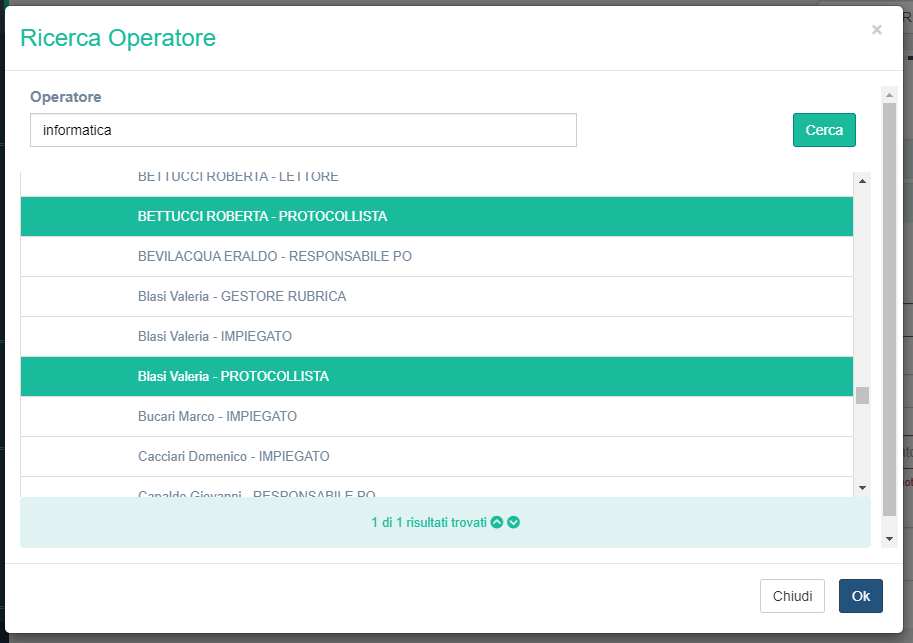 Ricerca Operatore
×
Operatore
informatica
Cerca
BETTUCCI ROBERTA - LETTORE
BETTUCCI ROBERTA - PROTOCOLLISTA
BEVILACQUA ERALDO - RESPONSABILE PO
Blasi Valeria - GESTORE RUBRICA
Blasi Valeria - IMPIEGATO
Blasi Valeria - PROTOCOLLISTA
Bucari Marco - IMPIEGATO
Cacciari Domenico - IMPIEGATO
Capaldo Giovanni - RESPONSABILE PO
1 di 1 risultati trovati
Chiudi
Ok